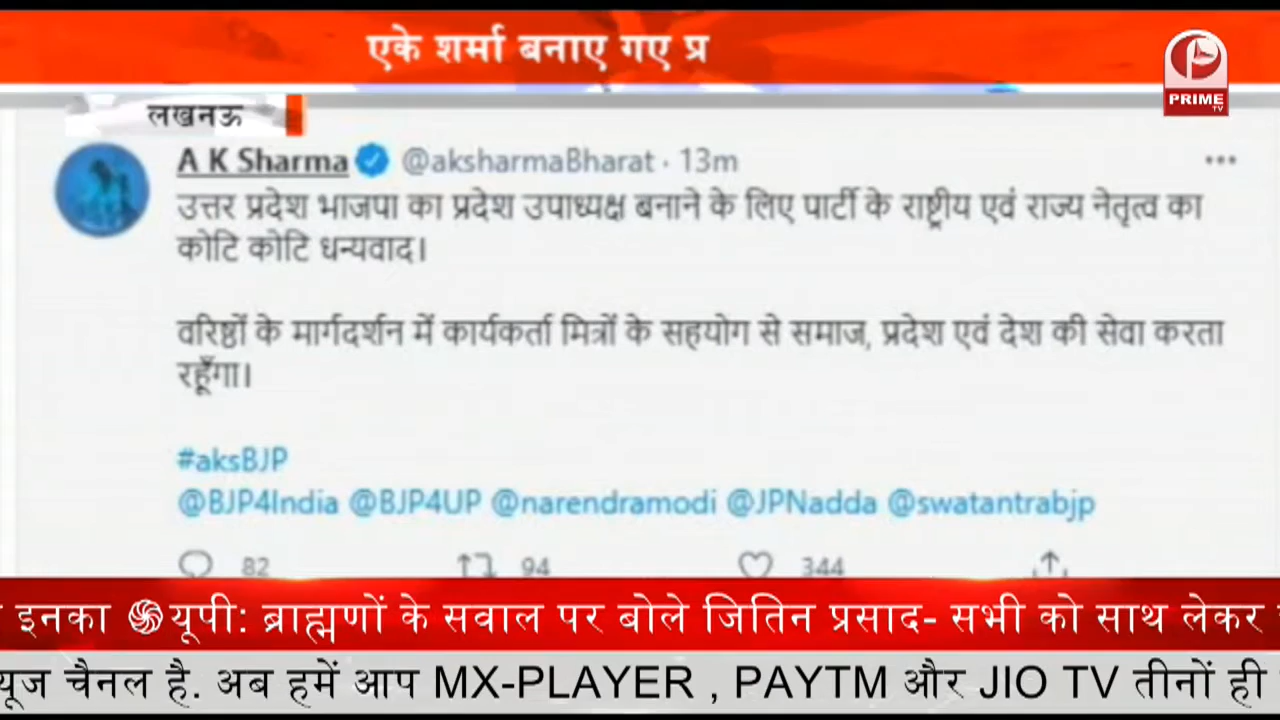 एके शर्मा बनाए गए प्र
PRIME
TV
लखनऊ
A K Sharma @aksharmaBharat · 13m
उत्तर प्रदेश भाजपा का प्रदेश उपाध्यक्ष बनाने के लिए पार्टी के राष्ट्रीय एवं राज्य नेतृत्व का
कोटि कोटि धन्यवाद।
वरिष्ठों के मार्गदर्शन में कार्यकर्ता मित्रों के सहयोग से समाज, प्रदेश एवं देश की सेवा करता
रहूँगा।
#aksBJP
@BJP4India @BJP4UP @narendramodi @JPNadda @swatantrabjp
82 94 344
इनका यूपी: ब्राह्मणों के सवाल पर बोले जितिन प्रसाद- सभी को साथ लेकर
यूज चैनल है. अब हमें आप MX-PLAYER , PAYTM और JIO TV तीनों ही